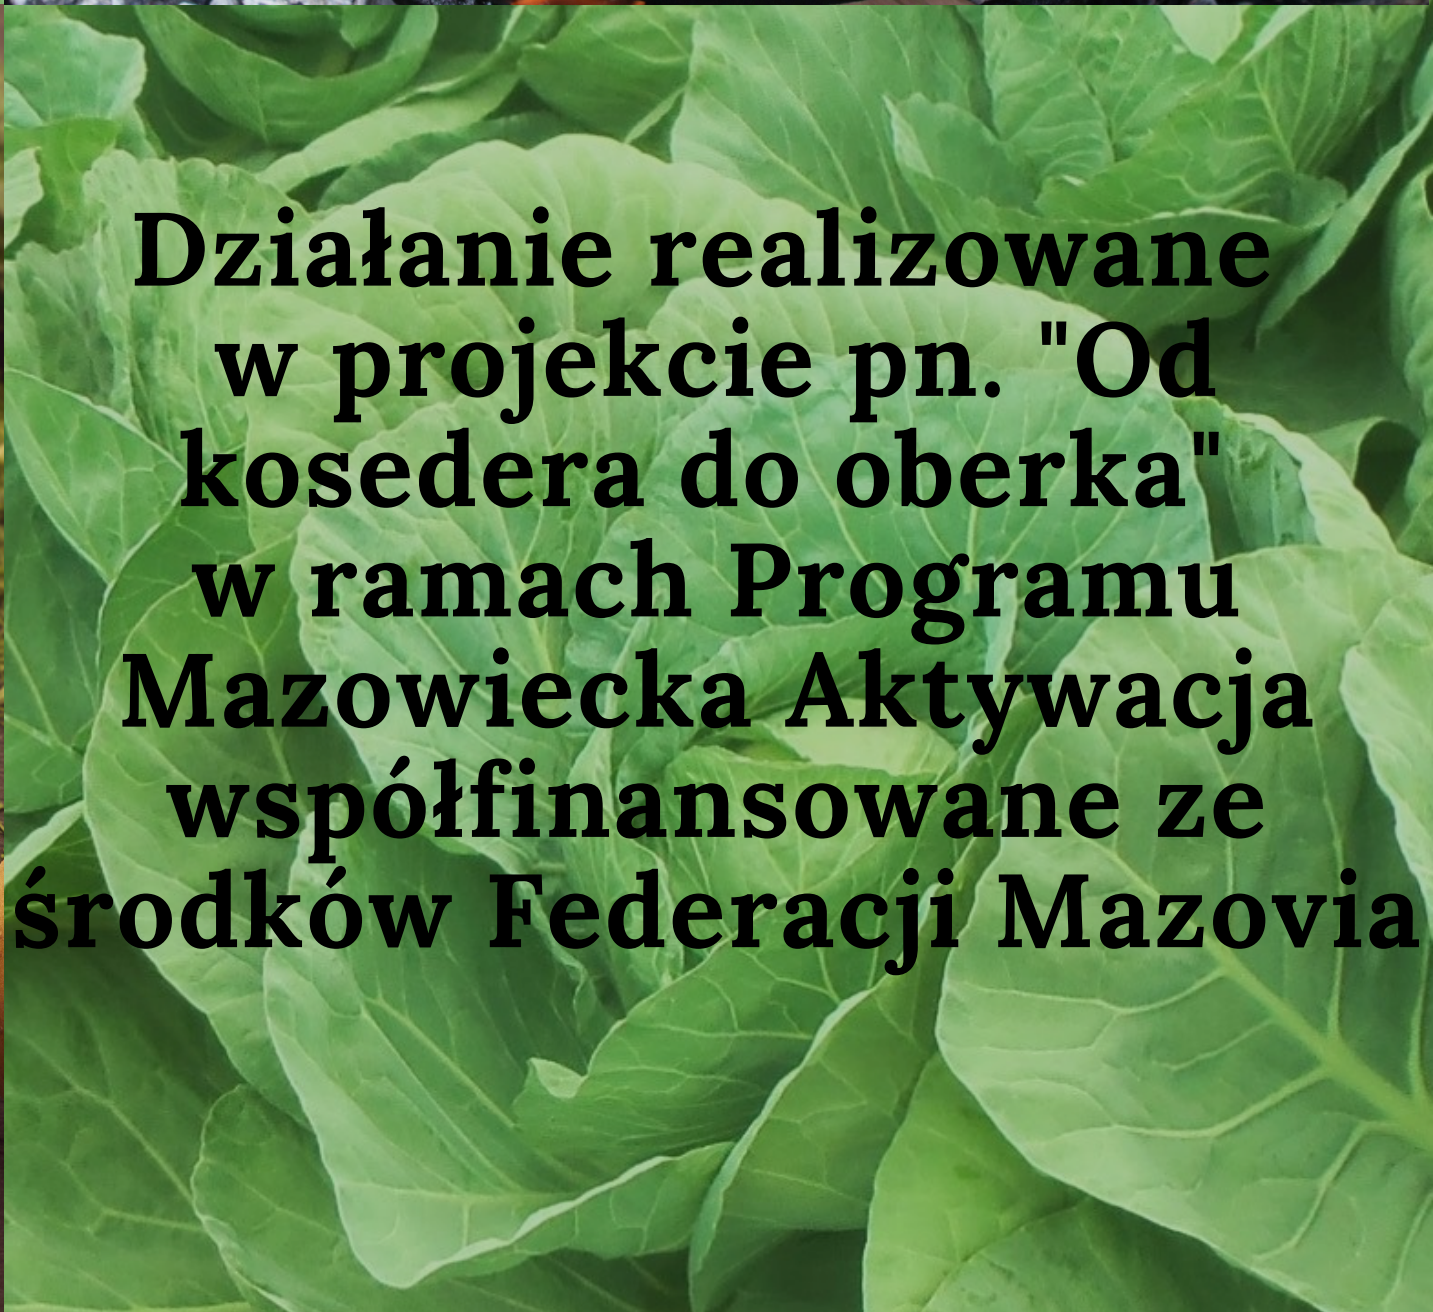 Działanie realizowane
w projekcie pn. "Od
kosedera do oberka"
w ramach Programu
Mazowiecka Aktywacja
współfinansowane ze
środków Federacji Mazovia